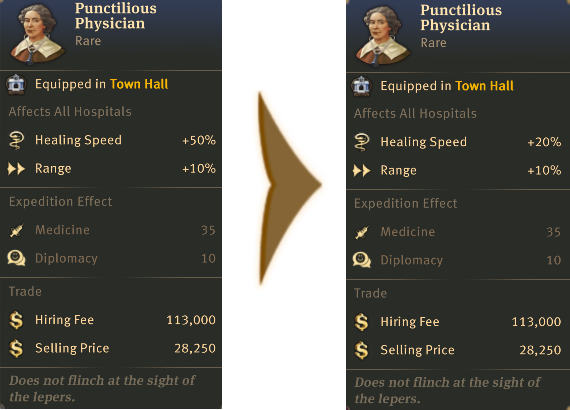 Punctilious
Physician
Rare
Equipped in Town Hall
Affects All Hospitals
Healing Speed +50%
Range +10%
Expedition Effect
Medicine 35
Diplomacy 10
Trade
Hiring Fee 113,000
Selling Price 28,250
Does not flinch at the sight of
the lepers.
Punctilious
Physician
Rare
Equipped in Town Hall
Affects All Hospitals
Healing Speed +20%
Range +10%
Expedition Effect
Medicine 35
Diplomacy 10
Trade
Hiring Fee 113,000
Selling Price 28,250
Does not flinch at the sight of
the lepers.